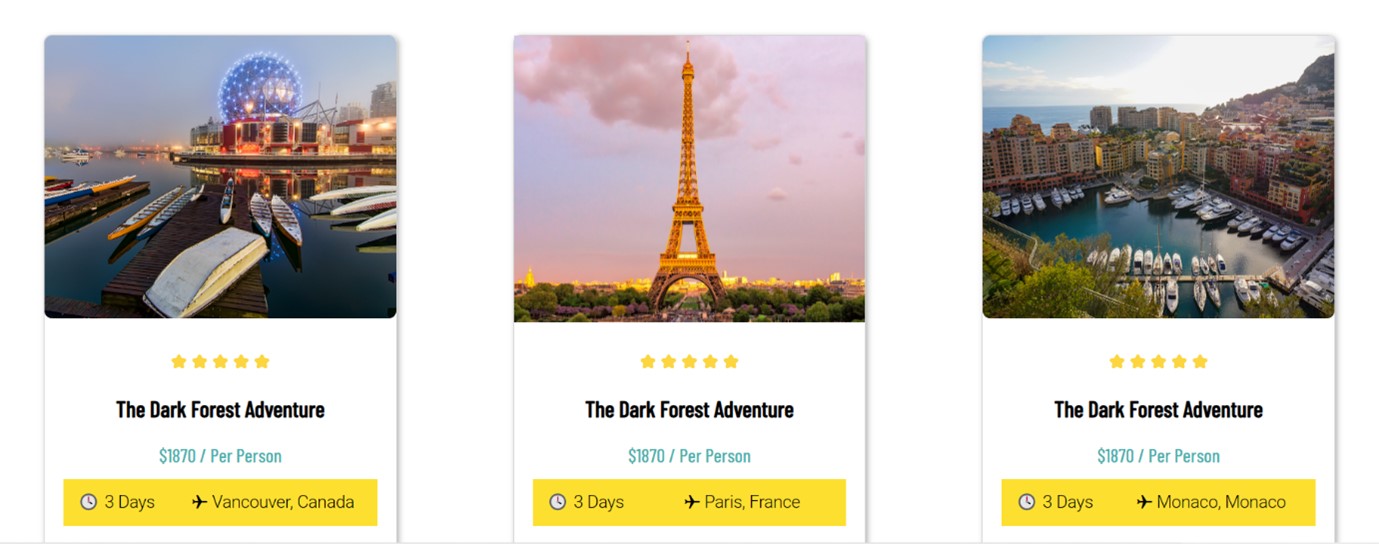 The Dark Forest Adventure
$1870 / Per Person
3 Days Vancouver, Canada
The Dark Forest Adventure
$1870 / Per Person
3 Days Paris, France
The Dark Forest Adventure
$1870 / Per Person
3 Days Monaco, Monaco